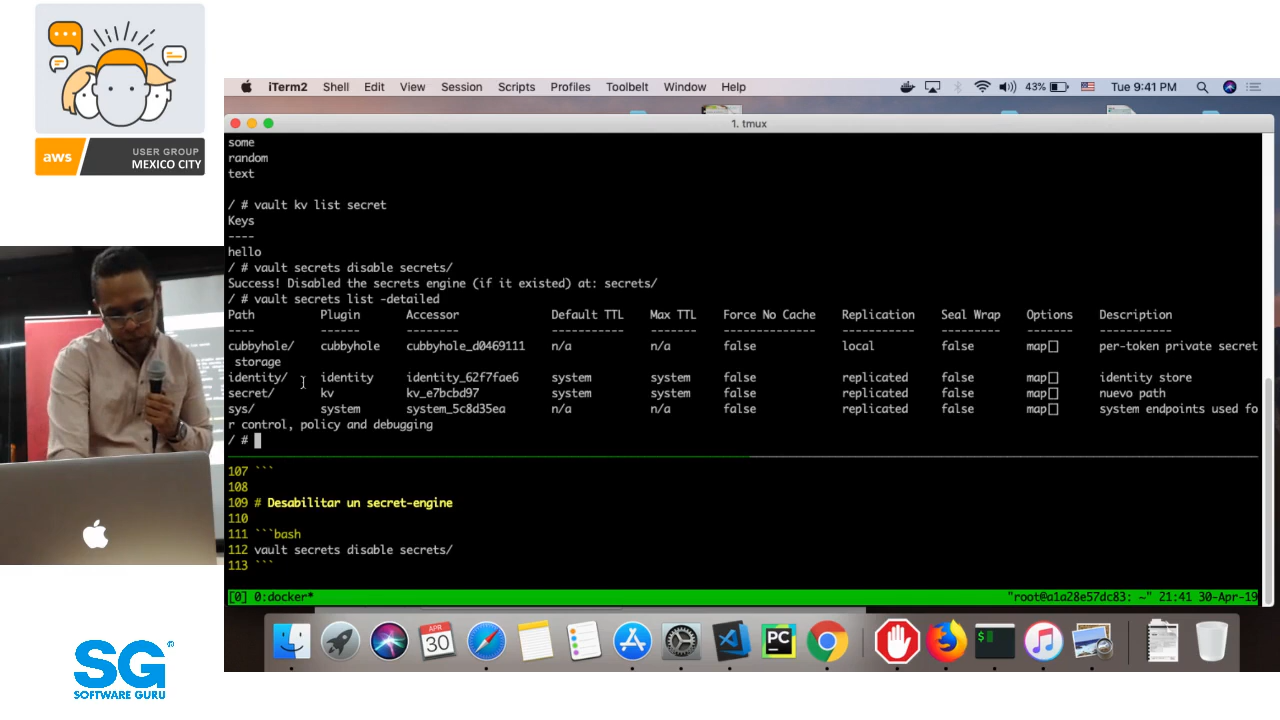 aws USER GROUP
MEXICO CITY
iTerm2 Shell Edit View Session Scripts Profiles Toolbelt Window Help 43% Tue 9:41 PM
1. tmux
some
random
text
/ # vault kv list secret
Keys
----
hello
/ # vault secrets disable secrets/
Success! Disabled the secrets engine (if it existed) at: secrets/
/ # vault secrets list -detailed
Path Plugin Accessor Default TTL Max TTL Force No Cache Replication Seal Wrap Options Description
---- ------ -------- ----------- ------- -------------- ----------- --------- ------- -----------
cubbyhole/ cubbyhole cubbyhole_d0469111 n/a n/a false local false map[] per-token private secret
storage
identity/ identity identity_62f7fae6 system system false replicated false map[] identity store
secret/ kv kv_e7bcbd97 system system false replicated false map[] nuevo path
sys/ system system_5c8d35ea n/a n/a false replicated false map[] system endpoints used fo
r control, policy and debugging
/ #
107 ```
108
109 # Desabilitar un secret-engine
110
111 ```bash
112 vault secrets disable secrets/
113 ```
[0] 0:docker* "root@a1a28e57dc83: ~" 21:41 30-Apr-19
APR
30
PC
$
SG®
SOFTWARE GURU